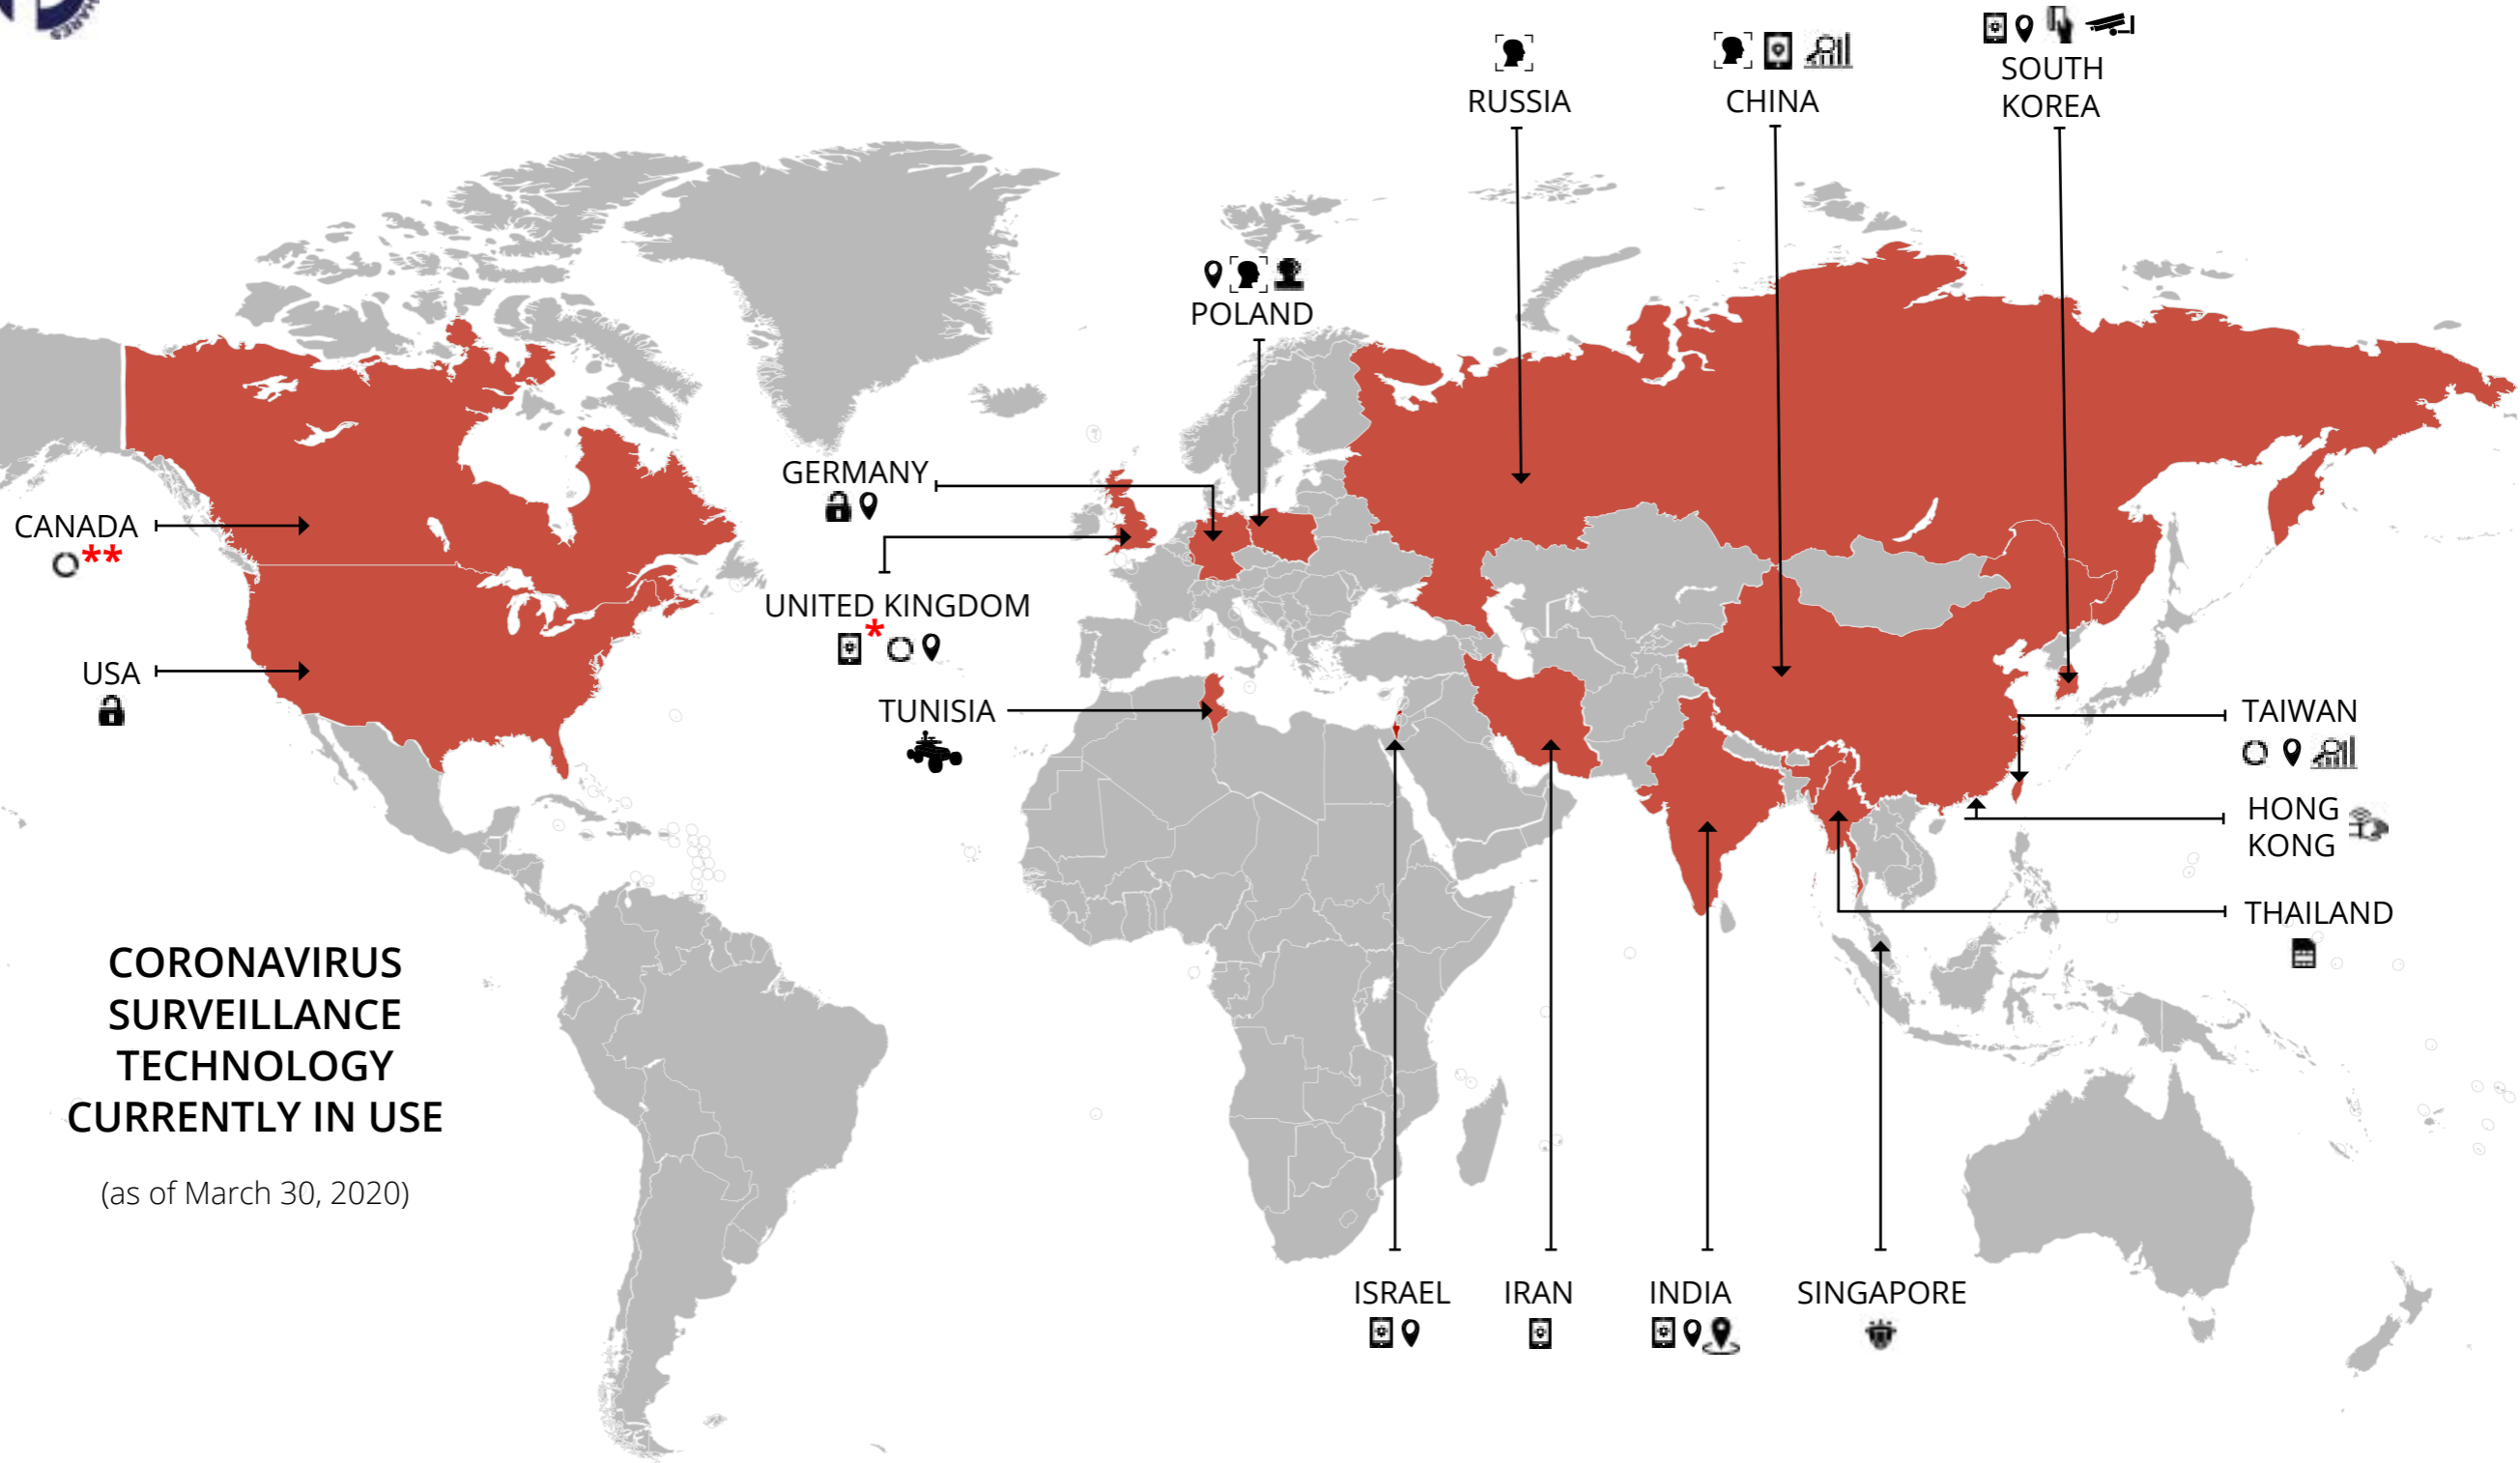 RUSSIA
CHINA
SOUTH
KOREA
POLAND
GERMANY
CANADA
**
UNITED KINGDOM
*
USA
TUNISIA
TAIWAN
HONG
KONG
THAILAND
CORONAVIRUS
SURVEILLANCE
TECHNOLOGY
CURRENTLY IN USE
(as of March 30, 2020)
ISRAEL
IRAN
INDIA
SINGAPORE